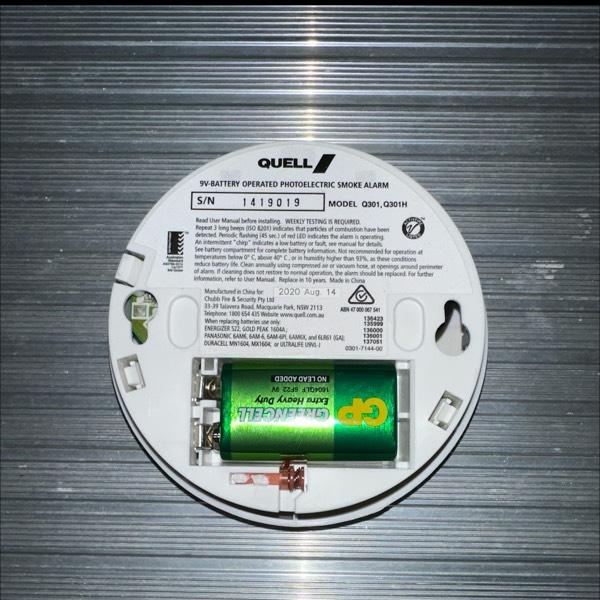 QUELL
9V-BATTERY OPERATED PHOTOELECTRIC SMOKE ALARM
S/N 1419019 MODEL Q301, Q301H
Read User Manual before installing. WEEKLY TESTING IS REQUIRED.
Repeat 3 long beeps (ISO 8201) indicates that particles of combustion have been
detected. Periodic flashing (45 sec.) of red LED indicates the alarm is operating.
An intermittent "chirp" indicates a low battery or fault, see manual for details.
See battery compartment for complete battery information. Not recommended for operation at
temperatures below 0° C, above 40° C, or in humidity higher than 93%, as these conditions
reduce battery life. Clean annually using compressed air or vacuum hose, at openings around perimeter
of alarm. If cleaning does not restore to normal operation, the alarm should be replaced. For further
information, refer to User Manual. Replace in 10 years. Made in China
Australian
Standard
Manufactured in China for: 2020 Aug. 14
Chubb Fire & Security Pty Ltd
33-39 Talavera Road, Macquarie Park, NSW 2113
Telephone: 1800 654 435 Website www.quell.com.au
When replacing batteries use only:
ENERGIZER 522; GOLD PEAK 1604A;
PANASONIC 6AM6, 6AM-6, 6AM-6PI, 6AM6X, and 6LR61 (GA);
DURACELL MN1604, MX1604; or ULTRALIFE U9VL-J
ABN 47 000 067 541
136423
135999
136000
136001
137051
0301-7144-00
GP
GREENCELL
Extra Heavy Duty
1604GLF 6F22 9V
NO LEAD ADDED